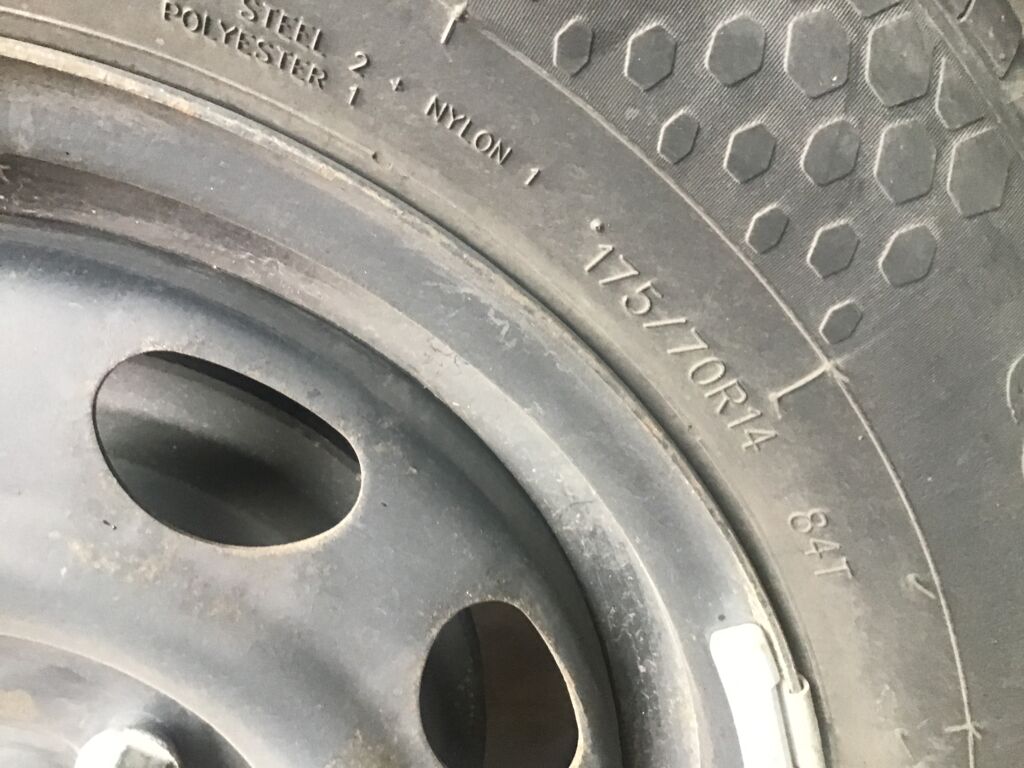 STEEL 2 + NYLON 1
POLYESTER 1
175/70R14
84T